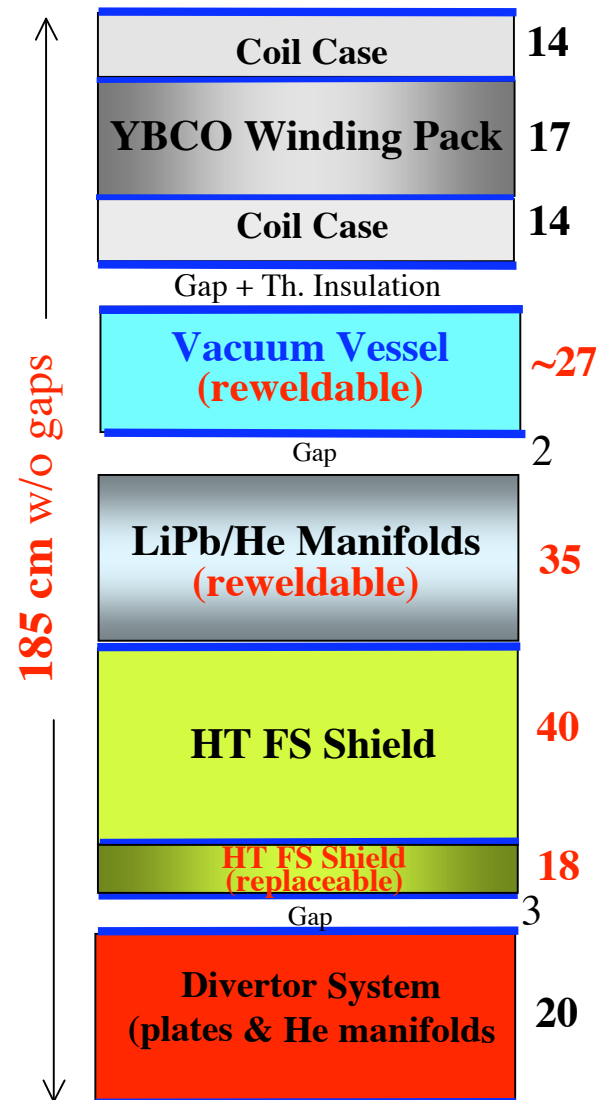 Coil Case
14
YBCO Winding Pack
17
Coil Case
14
Gap + Th. Insulation
Vacuum Vessel
(reweldable)
~27
Gap
2
LiPb/He Manifolds
(reweldable)
35
HT FS Shield
40
HT FS Shield
(replaceable)
18
Gap
3
Divertor System
(plates & He manifolds
20
185 cm w/o gaps